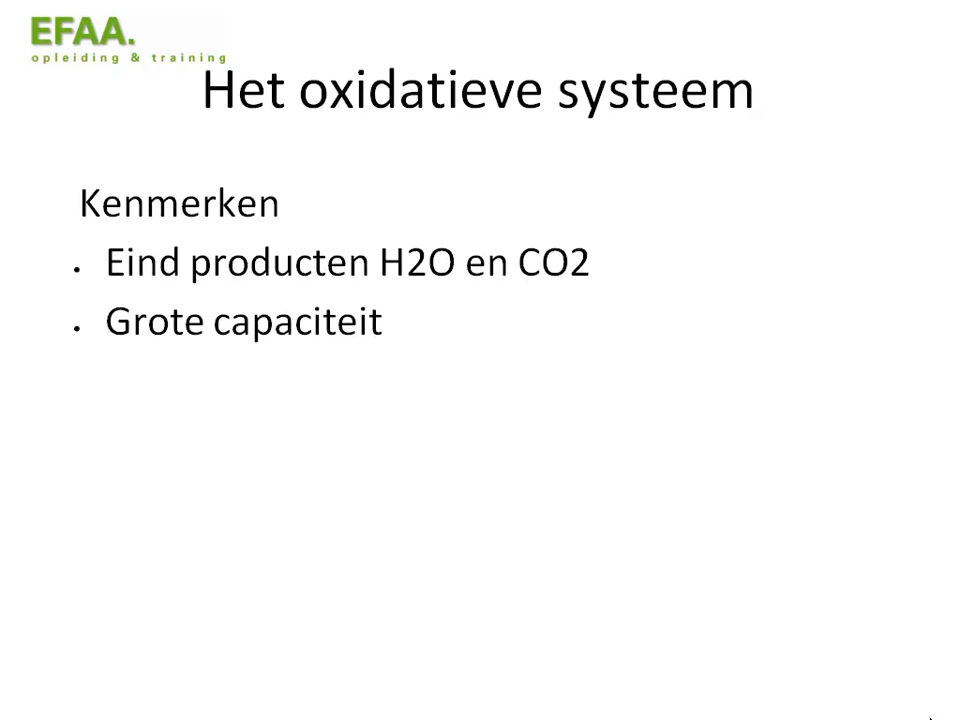 EFAA.
opleiding & training
Het oxidatieve systeem
Kenmerken
• Eind producten H2O en CO2
• Grote capaciteit